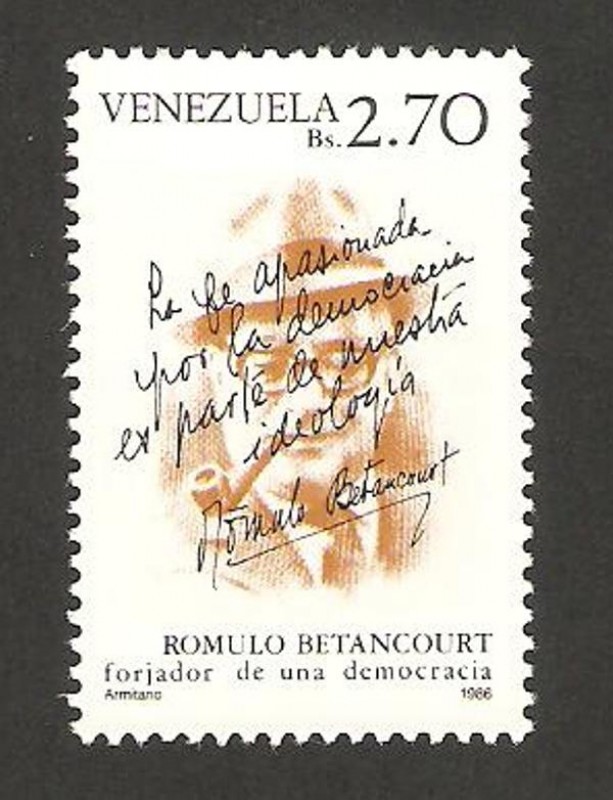 VENEZUELA
Bs. 2.70
La fe apasionada
por la democracia
es parte de nuestra
ideología
Rómulo Betancourt
ROMULO BETANCOURT
forjador de una democracia
Armitano 1986